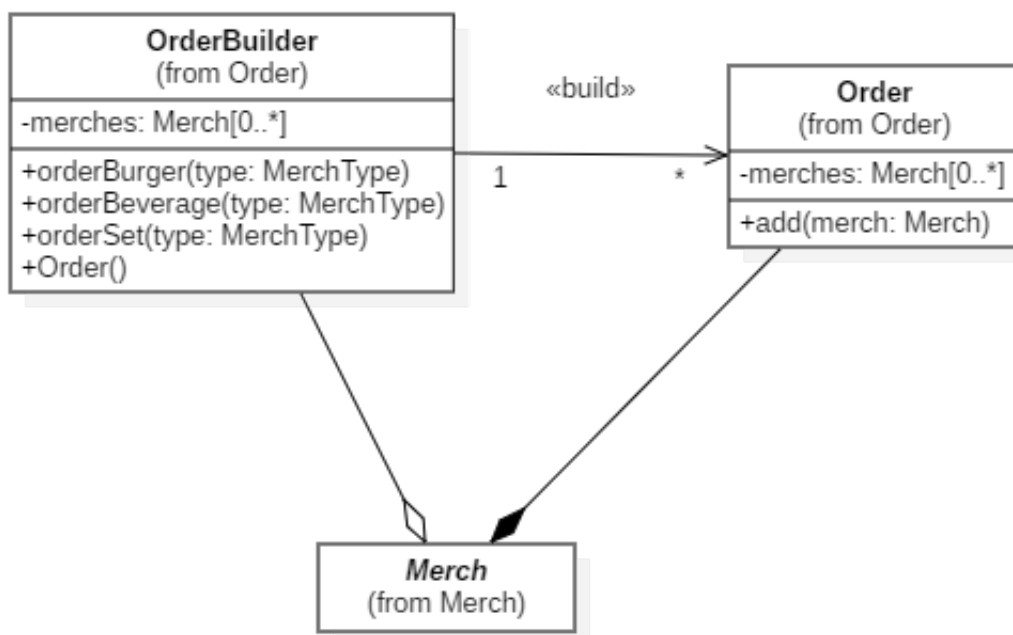 OrderBuilder
(from Order)
-merches: Merch[0..*]
+orderBurger(type: MerchType)
+orderBeverage(type: MerchType)
+orderSet(type: MerchType)
+Order()
«build»
1
*
Order
(from Order)
-merches: Merch[0..*]
+add(merch: Merch)
Merch
(from Merch)